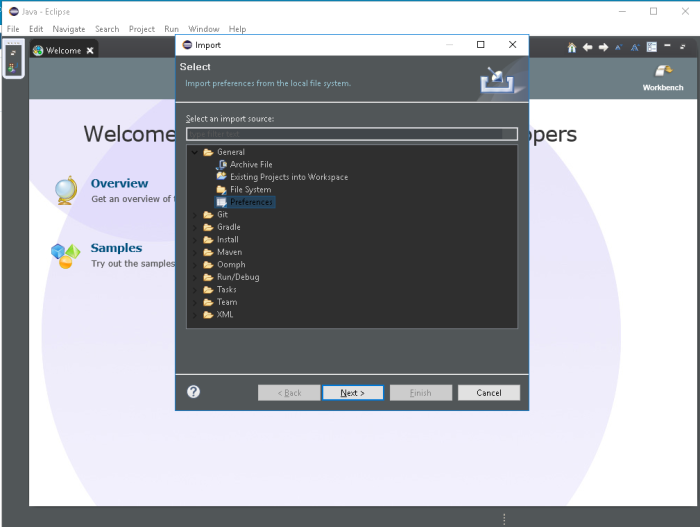 Java - Eclipse
File Edit Navigate Search Project Run Window Help
Welcome
Workbench
Welcome
opers
Overview
Get an overview of t
Samples
Try out the samples
Import
Select
Import preferences from the local file system.
Select an import source:
type filter text
General
Archive File
Existing Projects into Workspace
File System
Preferences
Git
Gradle
Install
Maven
Oomph
Run/Debug
Tasks
Team
XML
?
< Back Next > Finish Cancel